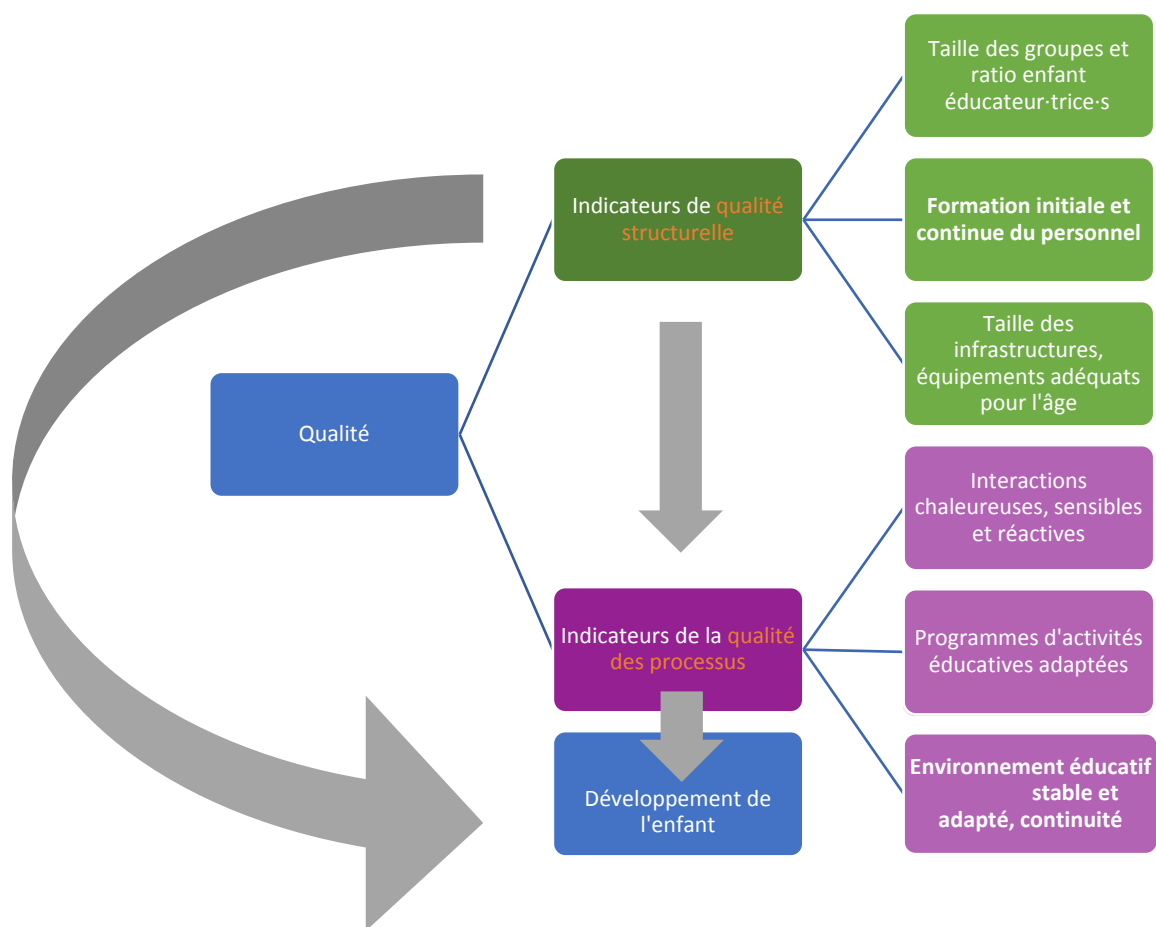 Taille des groupes et
ratio enfant
éducateur·trice·s
Indicateurs de qualité
structurelle
Formation initiale et
continue du personnel
Taille des
infrastructures,
équipements adéquats
pour l'âge
Qualité
Interactions
chaleureuses, sensibles
et réactives
Indicateurs de la qualité
des processus
Programmes d'activités
éducatives adaptées
Développement de
l'enfant
Environnement éducatif
stable et
adapté, continuité